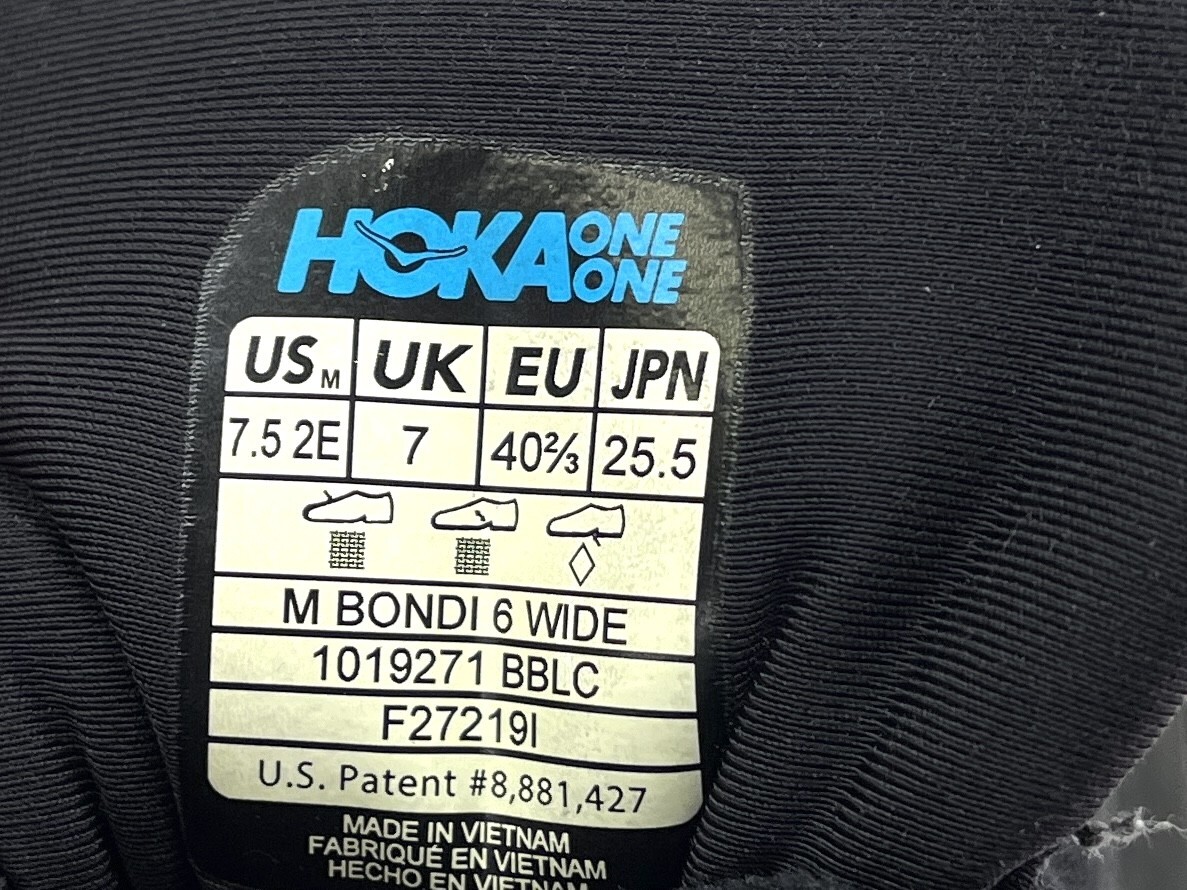 HOKA ONE ONE
US M UK EU JPN
7.5 2E 7 40⅔ 25.5
M BONDI 6 WIDE
1019271 BBLC
F27219I
U.S. Patent #8,881,427
MADE IN VIETNAM
FABRIQUÉ EN VIETNAM
HECHO EN VIETNAM